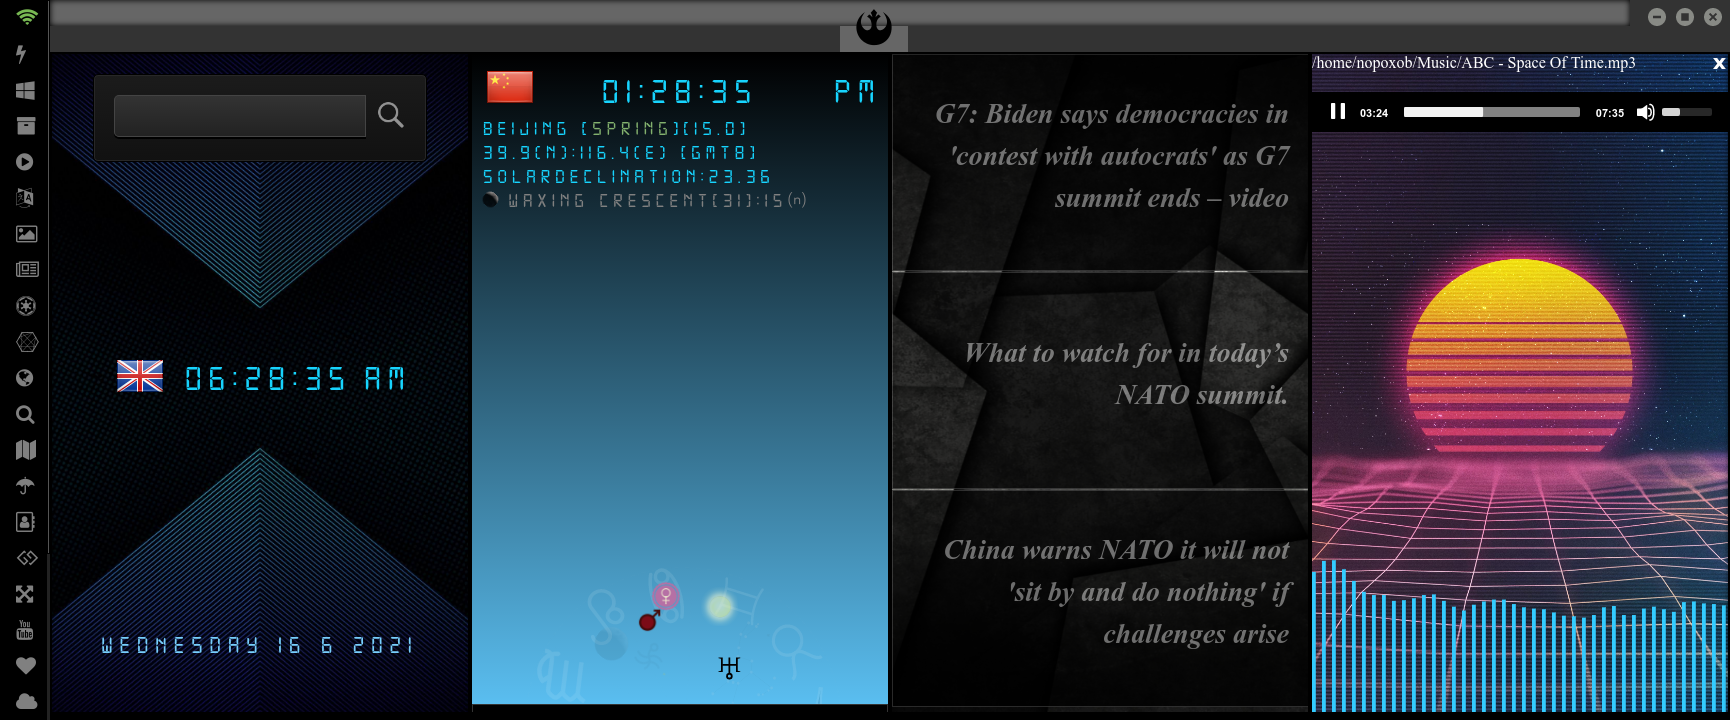 /home/nopoxob/Music/ABC - Space Of Time.mp3
x
03:24
07:35
01:28:35 PM
BEIJING [SPRING](15.0)
39.9(N):116.4(E) [GMT8]
SOLARDECLINATION:23.36
WAXING CRESCENT(31):15(n)
06:28:35 AM
WEDNESDAY 16 6 2021
G7: Biden says democracies in
'contest with autocrats' as G7
summit ends – video
What to watch for in today’s
NATO summit.
China warns NATO it will not
'sit by and do nothing' if
challenges arise
You
Tube